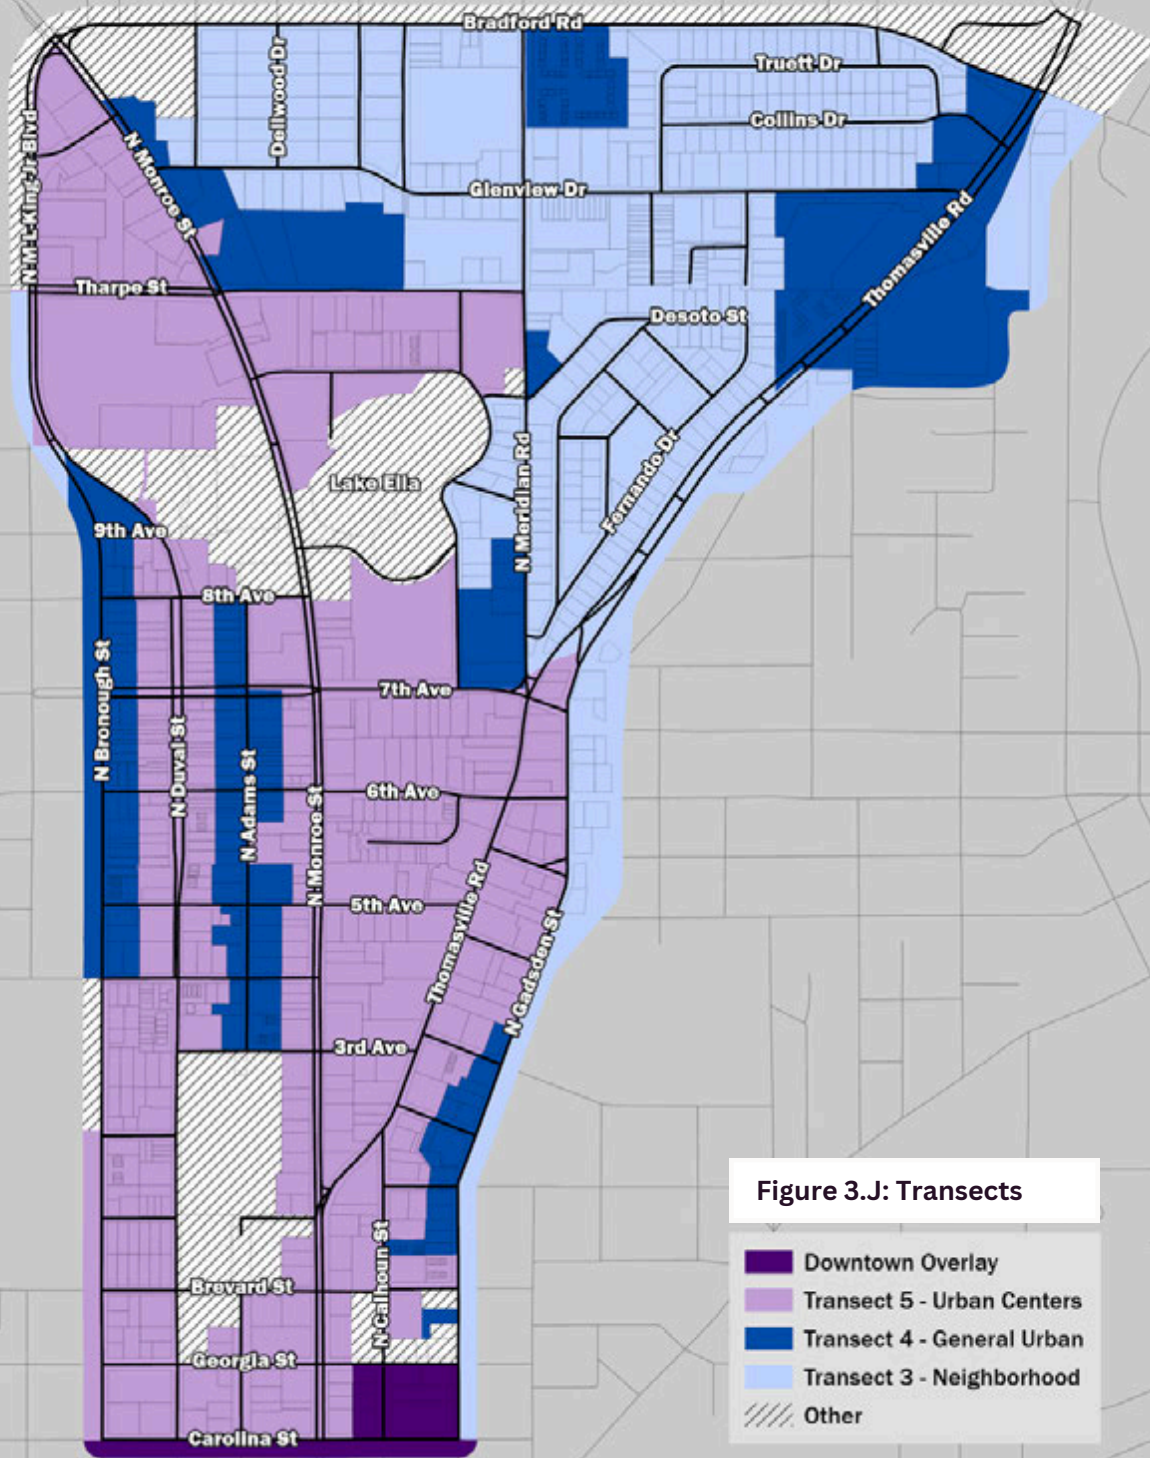 Bradford Rd
Dellwood Dr
Truett Dr
Collins Dr
N M L King Jr Blvd
N Monroe St
Glenview Dr
Thomasville Rd
Tharpe St
Desoto St
Lake Ella
N Meridian Rd
Fernando Dr
9th Ave
8th Ave
N Bronough St
7th Ave
N Duval St
N Adams St
N Monroe St
6th Ave
5th Ave
Thomasville Rd
N Gadsden St
3rd Ave
Figure 3.J: Transects
N Calhoun St
Downtown Overlay
Brevard St
Transect 5 - Urban Centers
Transect 4 - General Urban
Georgia St
Transect 3 - Neighborhood
Other
Carolina St